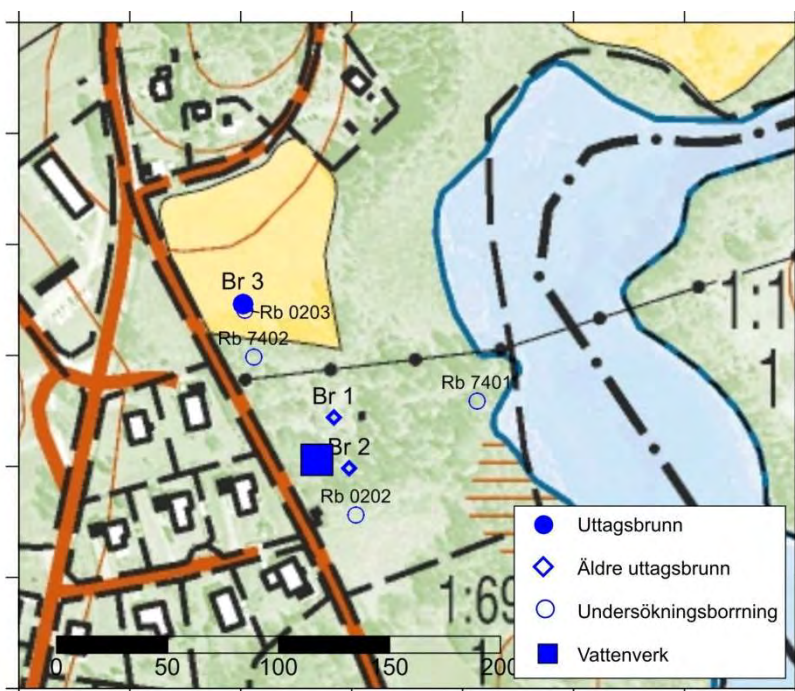 Br 3
Rb 0203
Rb 7402
1:1
1
Rb 7401
Br 1
Br 2
Rb 0202
Uttagsbrunn
Äldre uttagsbrunn
Undersökningsborrning
Vattenverk
1:69
0 50 100 150 200
1